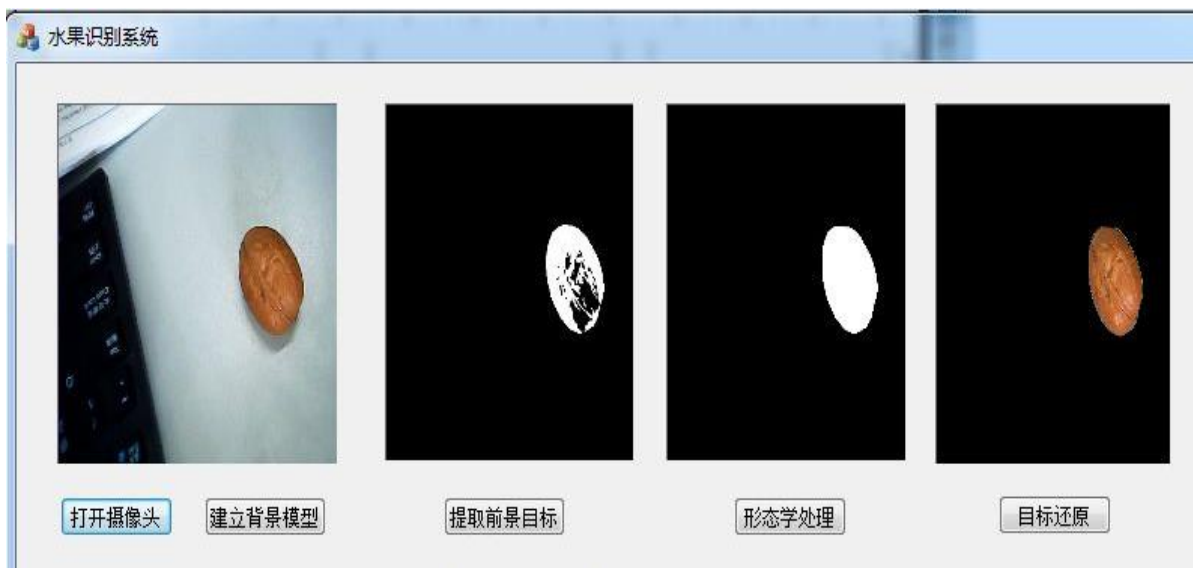 水果识别系统
打开摄像头
建立背景模型
提取前景目标
形态学处理
目标还原